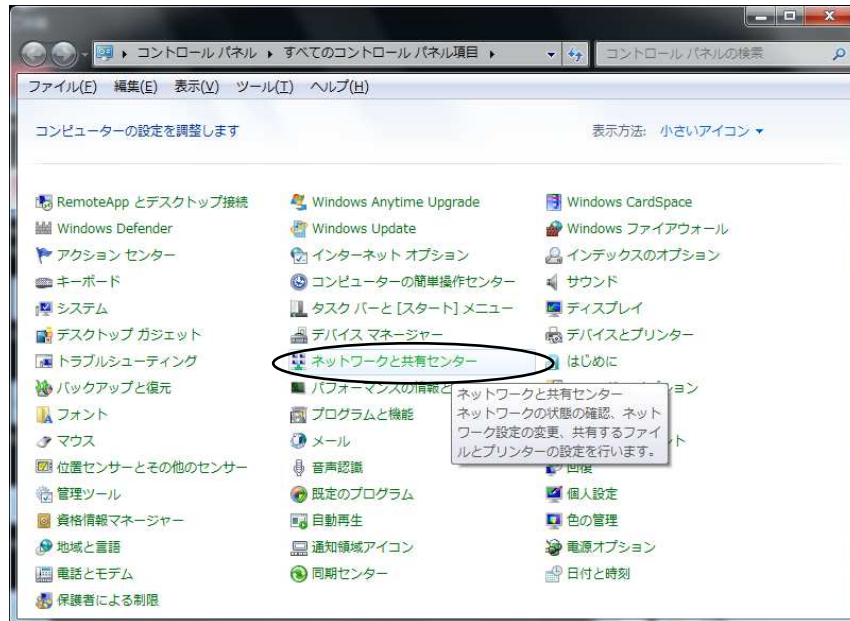 コントロール パネル すべてのコントロール パネル項目 コントロール パネルの検索
ファイル(F) 編集(E) 表示(V) ツール(T) ヘルプ(H)
コンピューターの設定を調整します 表示方法: 小さいアイコン
RemoteApp とデスクトップ接続 Windows Anytime Upgrade Windows CardSpace
Windows Defender Windows Update Windows ファイアウォール
アクション センター インターネット オプション インデックスのオプション
キーボード コンピューターの簡単操作センター サウンド
システム タスク バーと [スタート] メニュー ディスプレイ
デスクトップ ガジェット デバイス マネージャー デバイスとプリンター
トラブルシューティング ネットワークと共有センター はじめに
バックアップと復元 パフォーマンスの情報と ション
フォント プログラムと機能
マウス メール ント
位置センサーとその他のセンサー 音声認識 回復
ネットワークと共有センター
ネットワークの状態の確認、ネット
ワーク設定の変更、共有するファイ
ルとプリンターの設定を行います。
管理ツール 既定のプログラム 個人設定
資格情報マネージャー 自動再生 色の管理
地域と言語 通知領域アイコン 電源オプション
電話とモデム 同期センター 日付と時刻
保護者による制限